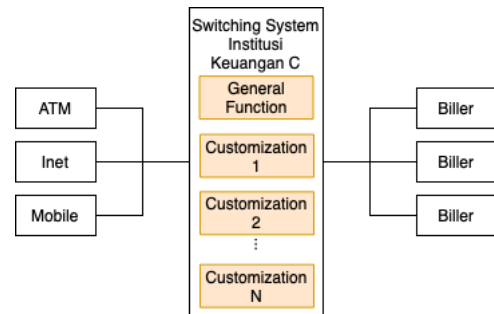 Switching System
Institusi
Keuangan C
General
Function
Customization
1
Customization
2
...
Customization
N
ATM
Inet
Mobile
Biller
Biller
Biller